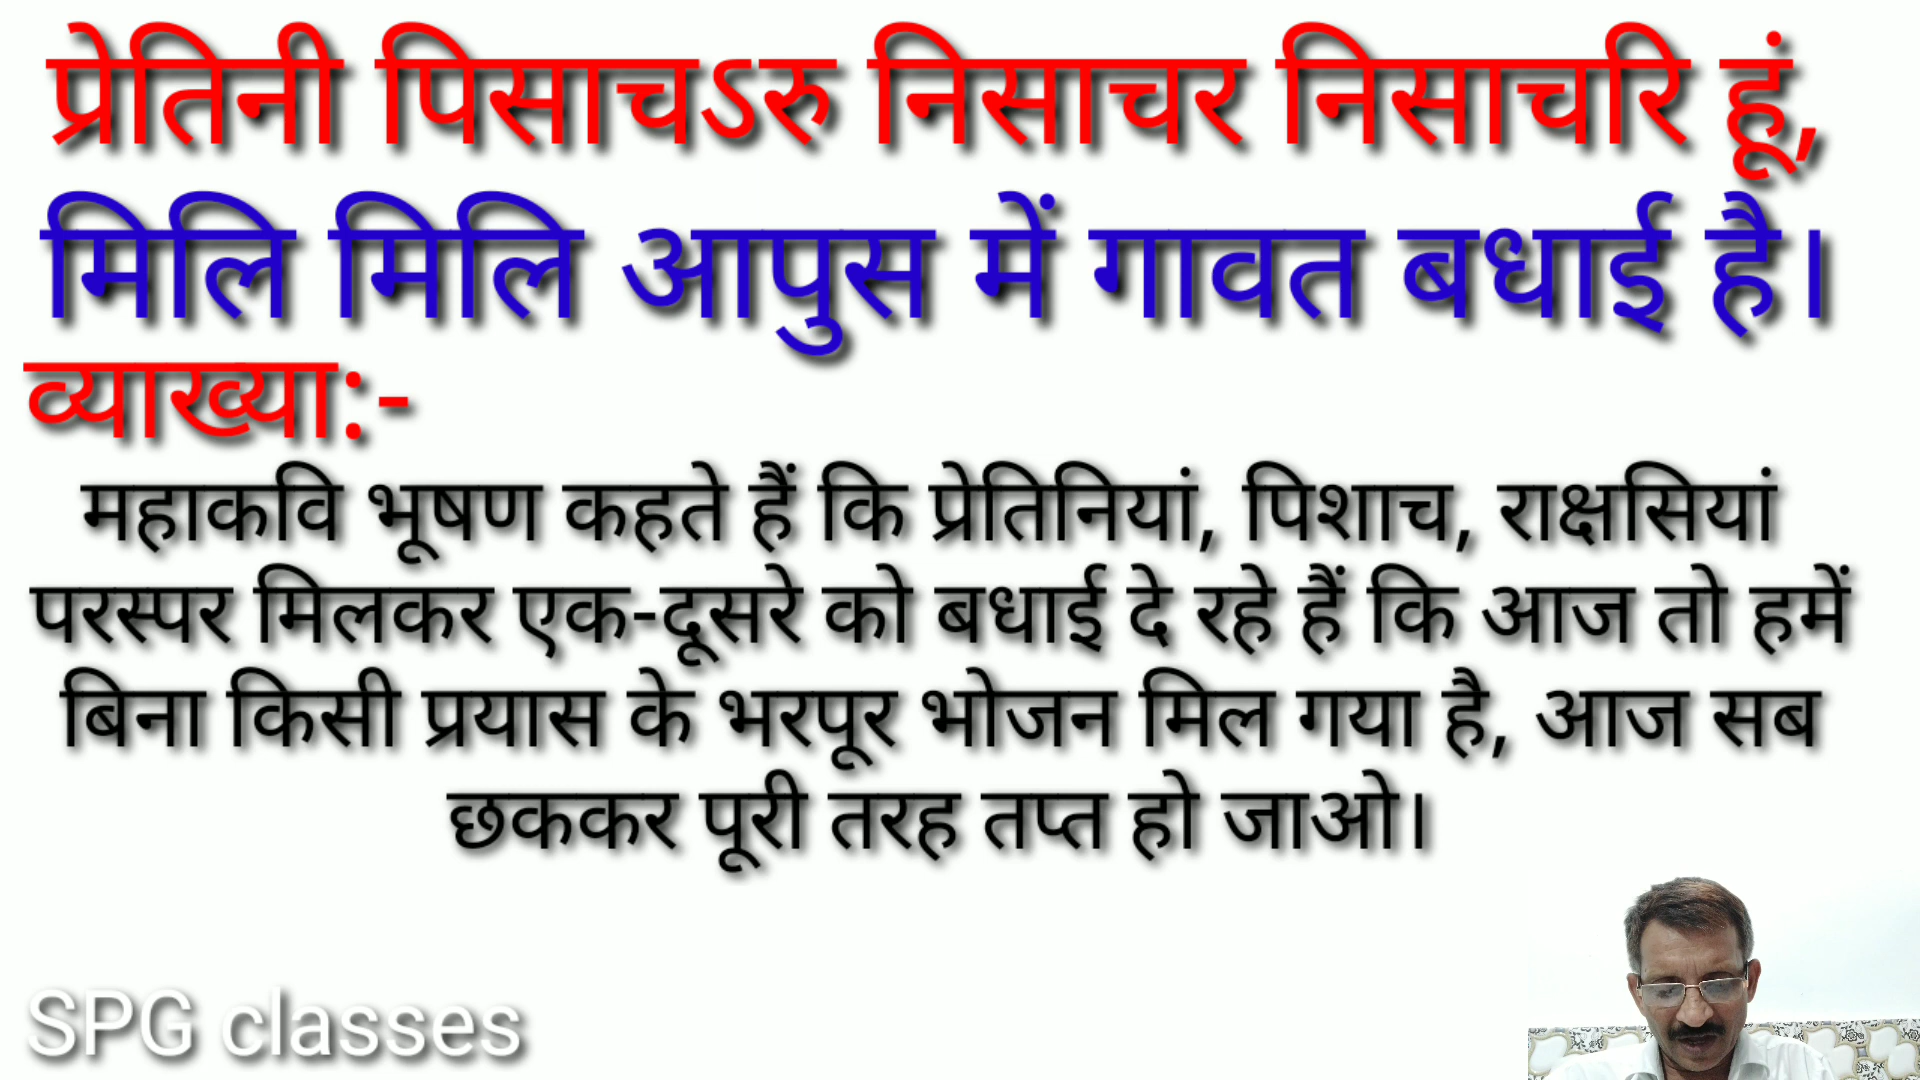 प्रेतिनी पिसाचऽरु निसाचर निसाचरि हूं,
मिलि मिलि आपुस में गावत बधाई है।
व्याख्या:-
महाकवि भूषण कहते हैं कि प्रेतिनियां, पिशाच, राक्षसियां
परस्पर मिलकर एक-दूसरे को बधाई दे रहे हैं कि आज तो हमें
बिना किसी प्रयास के भरपूर भोजन मिल गया है, आज सब
छककर पूरी तरह तप्त हो जाओ।
SPG classes